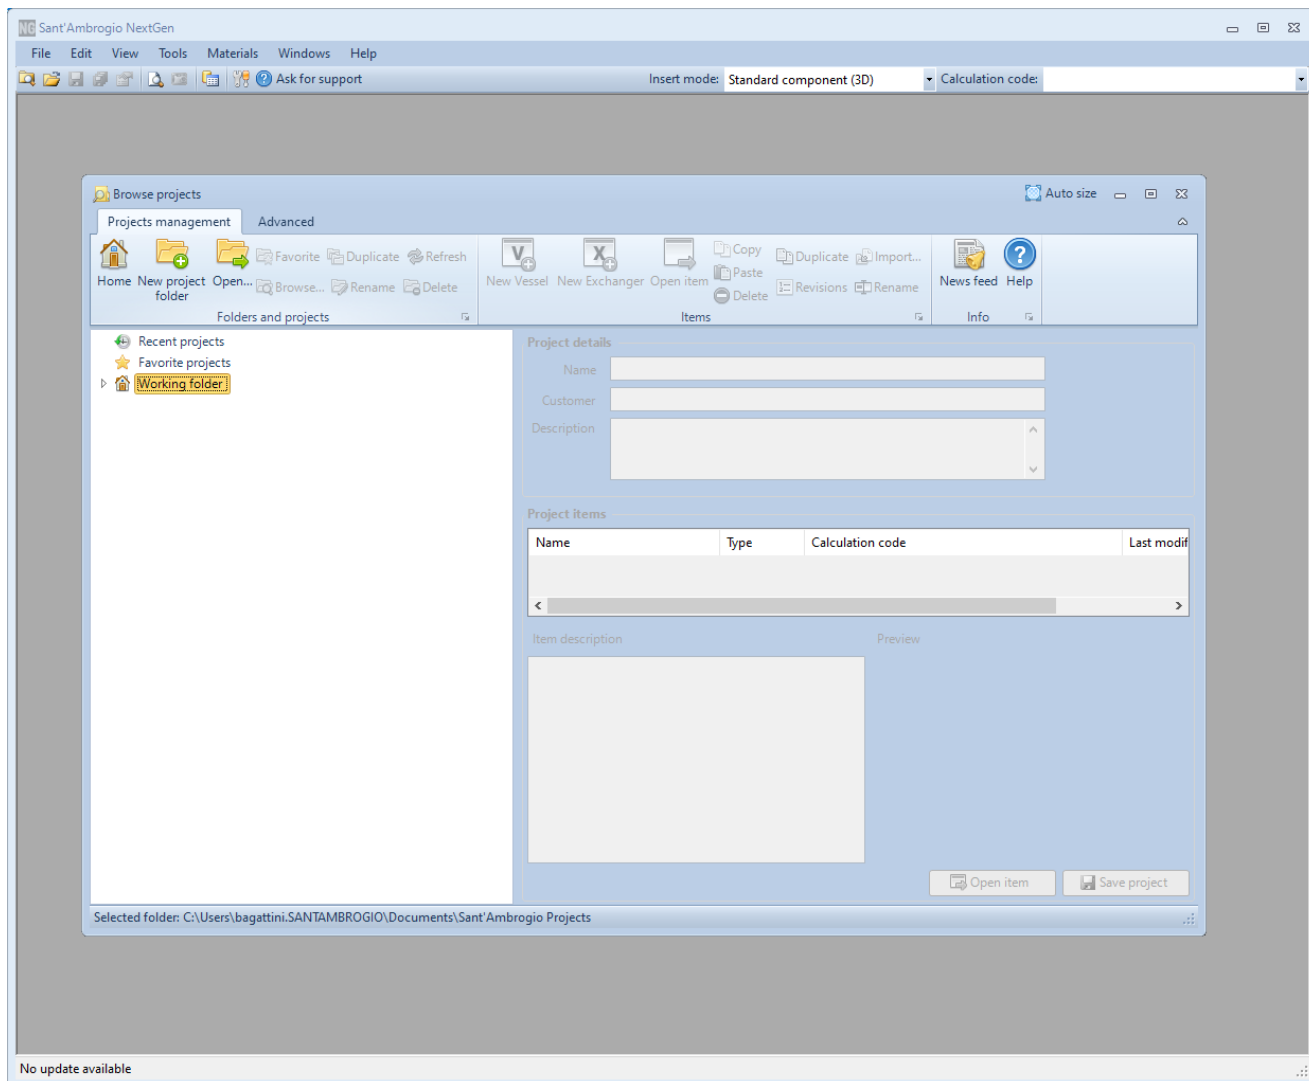 NG Sant'Ambrogio NextGen
File Edit View Tools Materials Windows Help
Ask for support Insert mode: Standard component (3D) Calculation code:
Browse projects Auto size
Projects management Advanced
Home New project folder Open... Favorite Duplicate Refresh Browse... Rename Delete
Folders and projects
New Vessel New Exchanger Open item Copy Paste Delete Duplicate Import... Revisions Rename
Items
News feed Help
Info
Recent projects
Favorite projects
Working folder
Project details
Name
Customer
Description
Project items
Name Type Calculation code Last modif
Item description Preview
Open item Save project
Selected folder: C:\Users\bagattini.SANTAMBROGIO\Documents\Sant'Ambrogio Projects
No update available